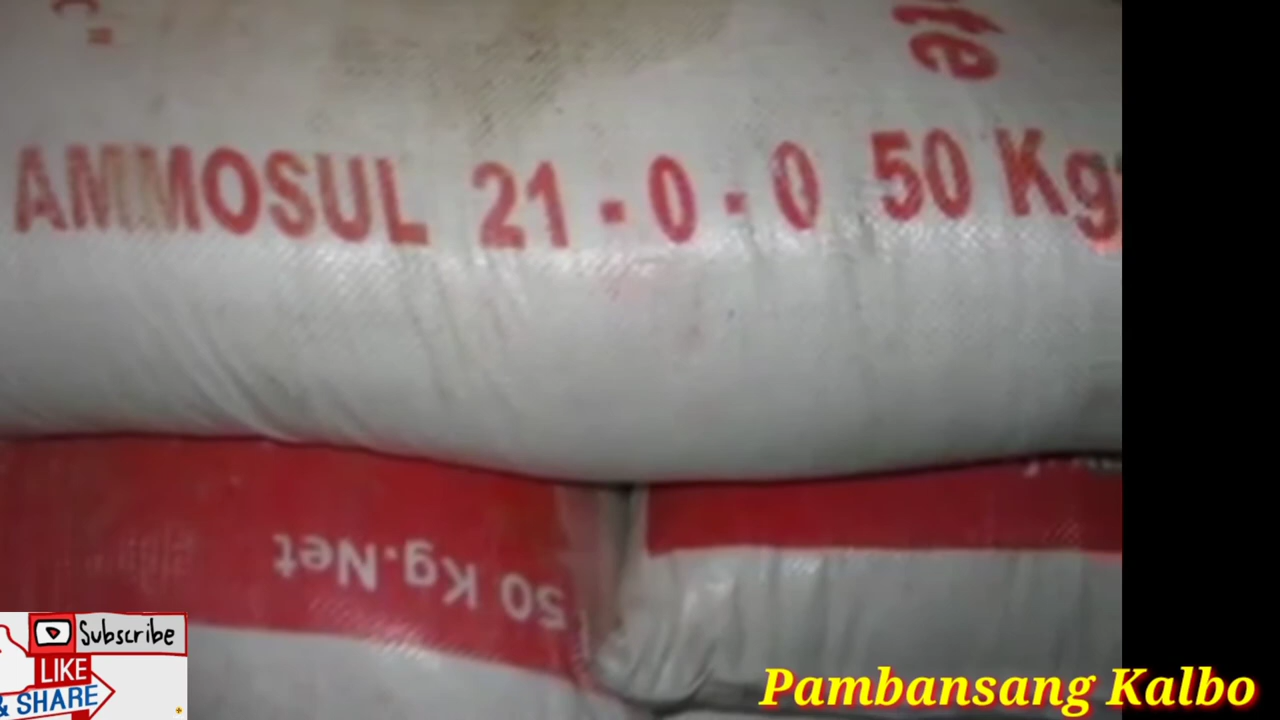 AMMOSUL 21-0-0 50 Kg
50 Kg.Net
Subscribe
LIKE
& SHARE
Pambansang Kalbo